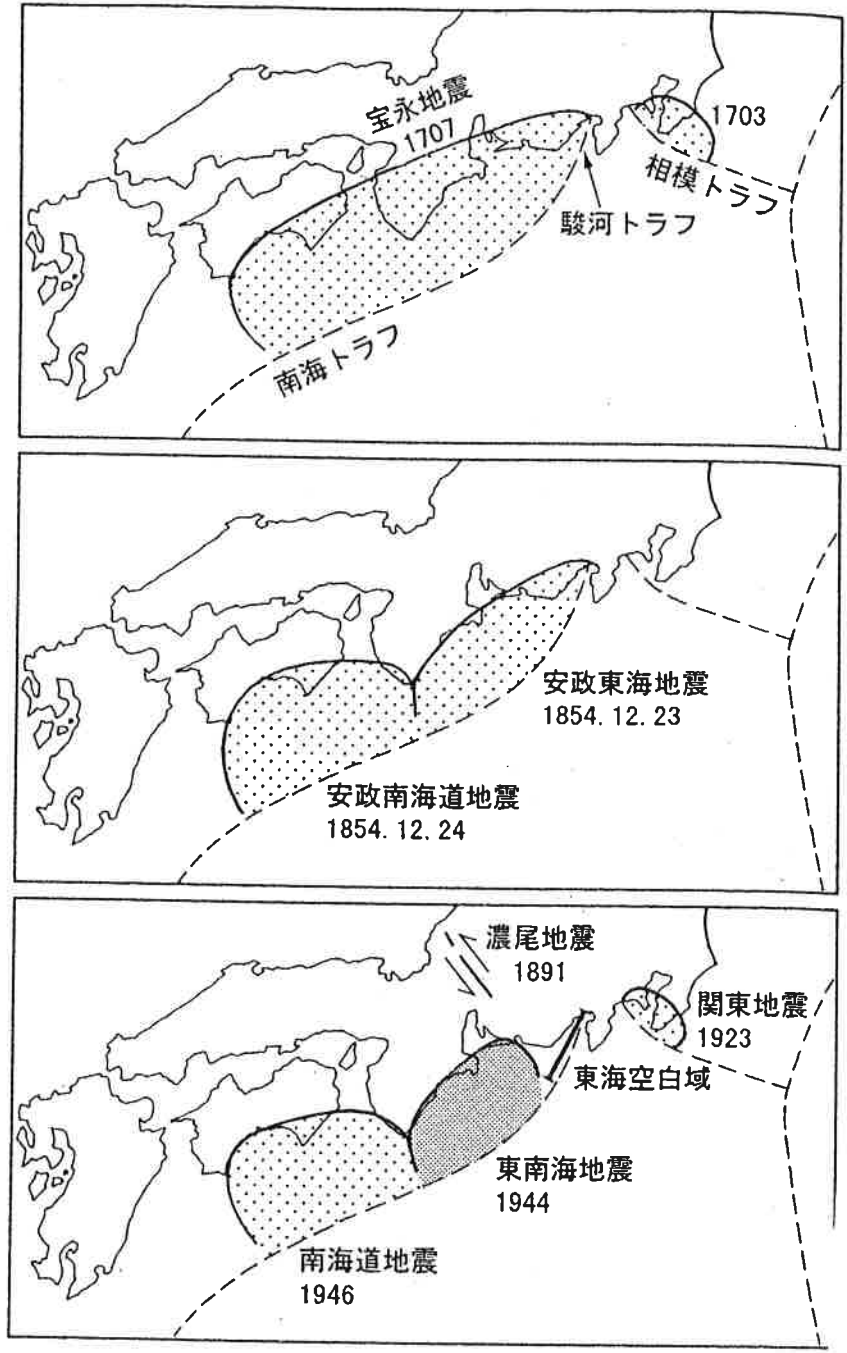 宝永地震
1707
1703
相模トラフ
駿河トラフ
南海トラフ
安政東海地震
1854.12.23
安政南海道地震
1854.12.24
濃尾地震
1891
関東地震
1923
東海空白域
東南海地震
1944
南海道地震
1946